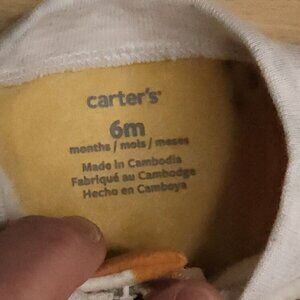 carter's
6m
months / mois / meses
Made in Cambodia
Fabriqué au Cambodge
Hecho en Camboya